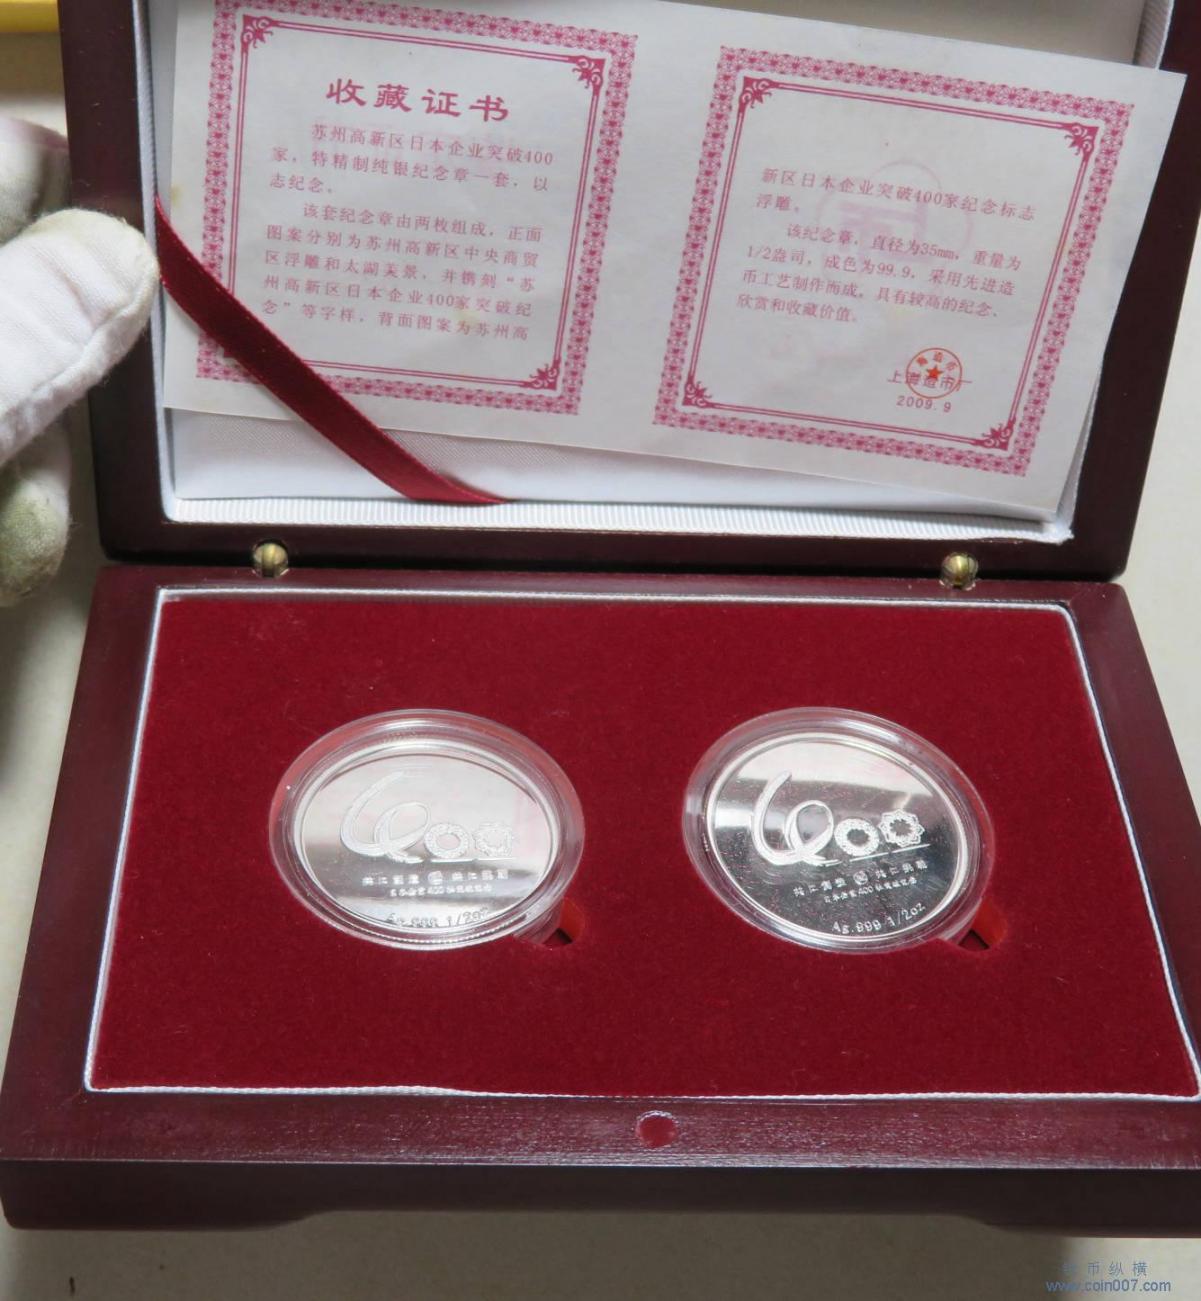 收藏证书
苏州高新区日本企业突破400
家，特精制纯银纪念章一套，以
志纪念。
该套纪念章由两枚组成，正面
图案分别为苏州高新区中央商贸
区浮雕和太湖美景，并镌刻“苏
州高新区日本企业400家突破纪
念”等字样，背面图案为苏州高
新区日本企业突破400家纪念标志
浮雕。
该纪念章，直径为35mm，重量为
1/2盎司，成色为99.9，采用先进造
币工艺制作而成，具有较高的纪念、
欣赏和收藏价值。
上海造币厂
2009.9
400
Ag.999 1/2oz
400
Ag.999 1/2oz
币纵横
www.coin007.com